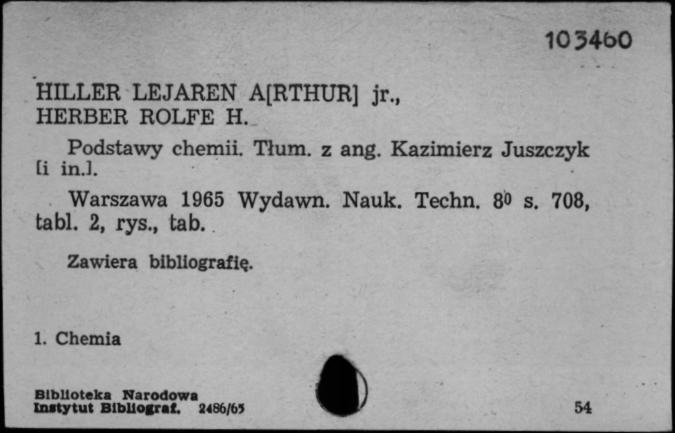 103460
HILLER LEJAREN A[RTHUR] jr.,
HERBER ROLFE H.
Podstawy chemii. Tłum. z ang. Kazimierz Juszczyk
[i in.].
Warszawa 1965 Wydawn. Nauk. Techn. 8⁰ s. 708,
tabl. 2, rys., tab.
Zawiera bibliografię.
1. Chemia
Biblioteka Narodowa
Instytut Bibliograf. 2486/65
54